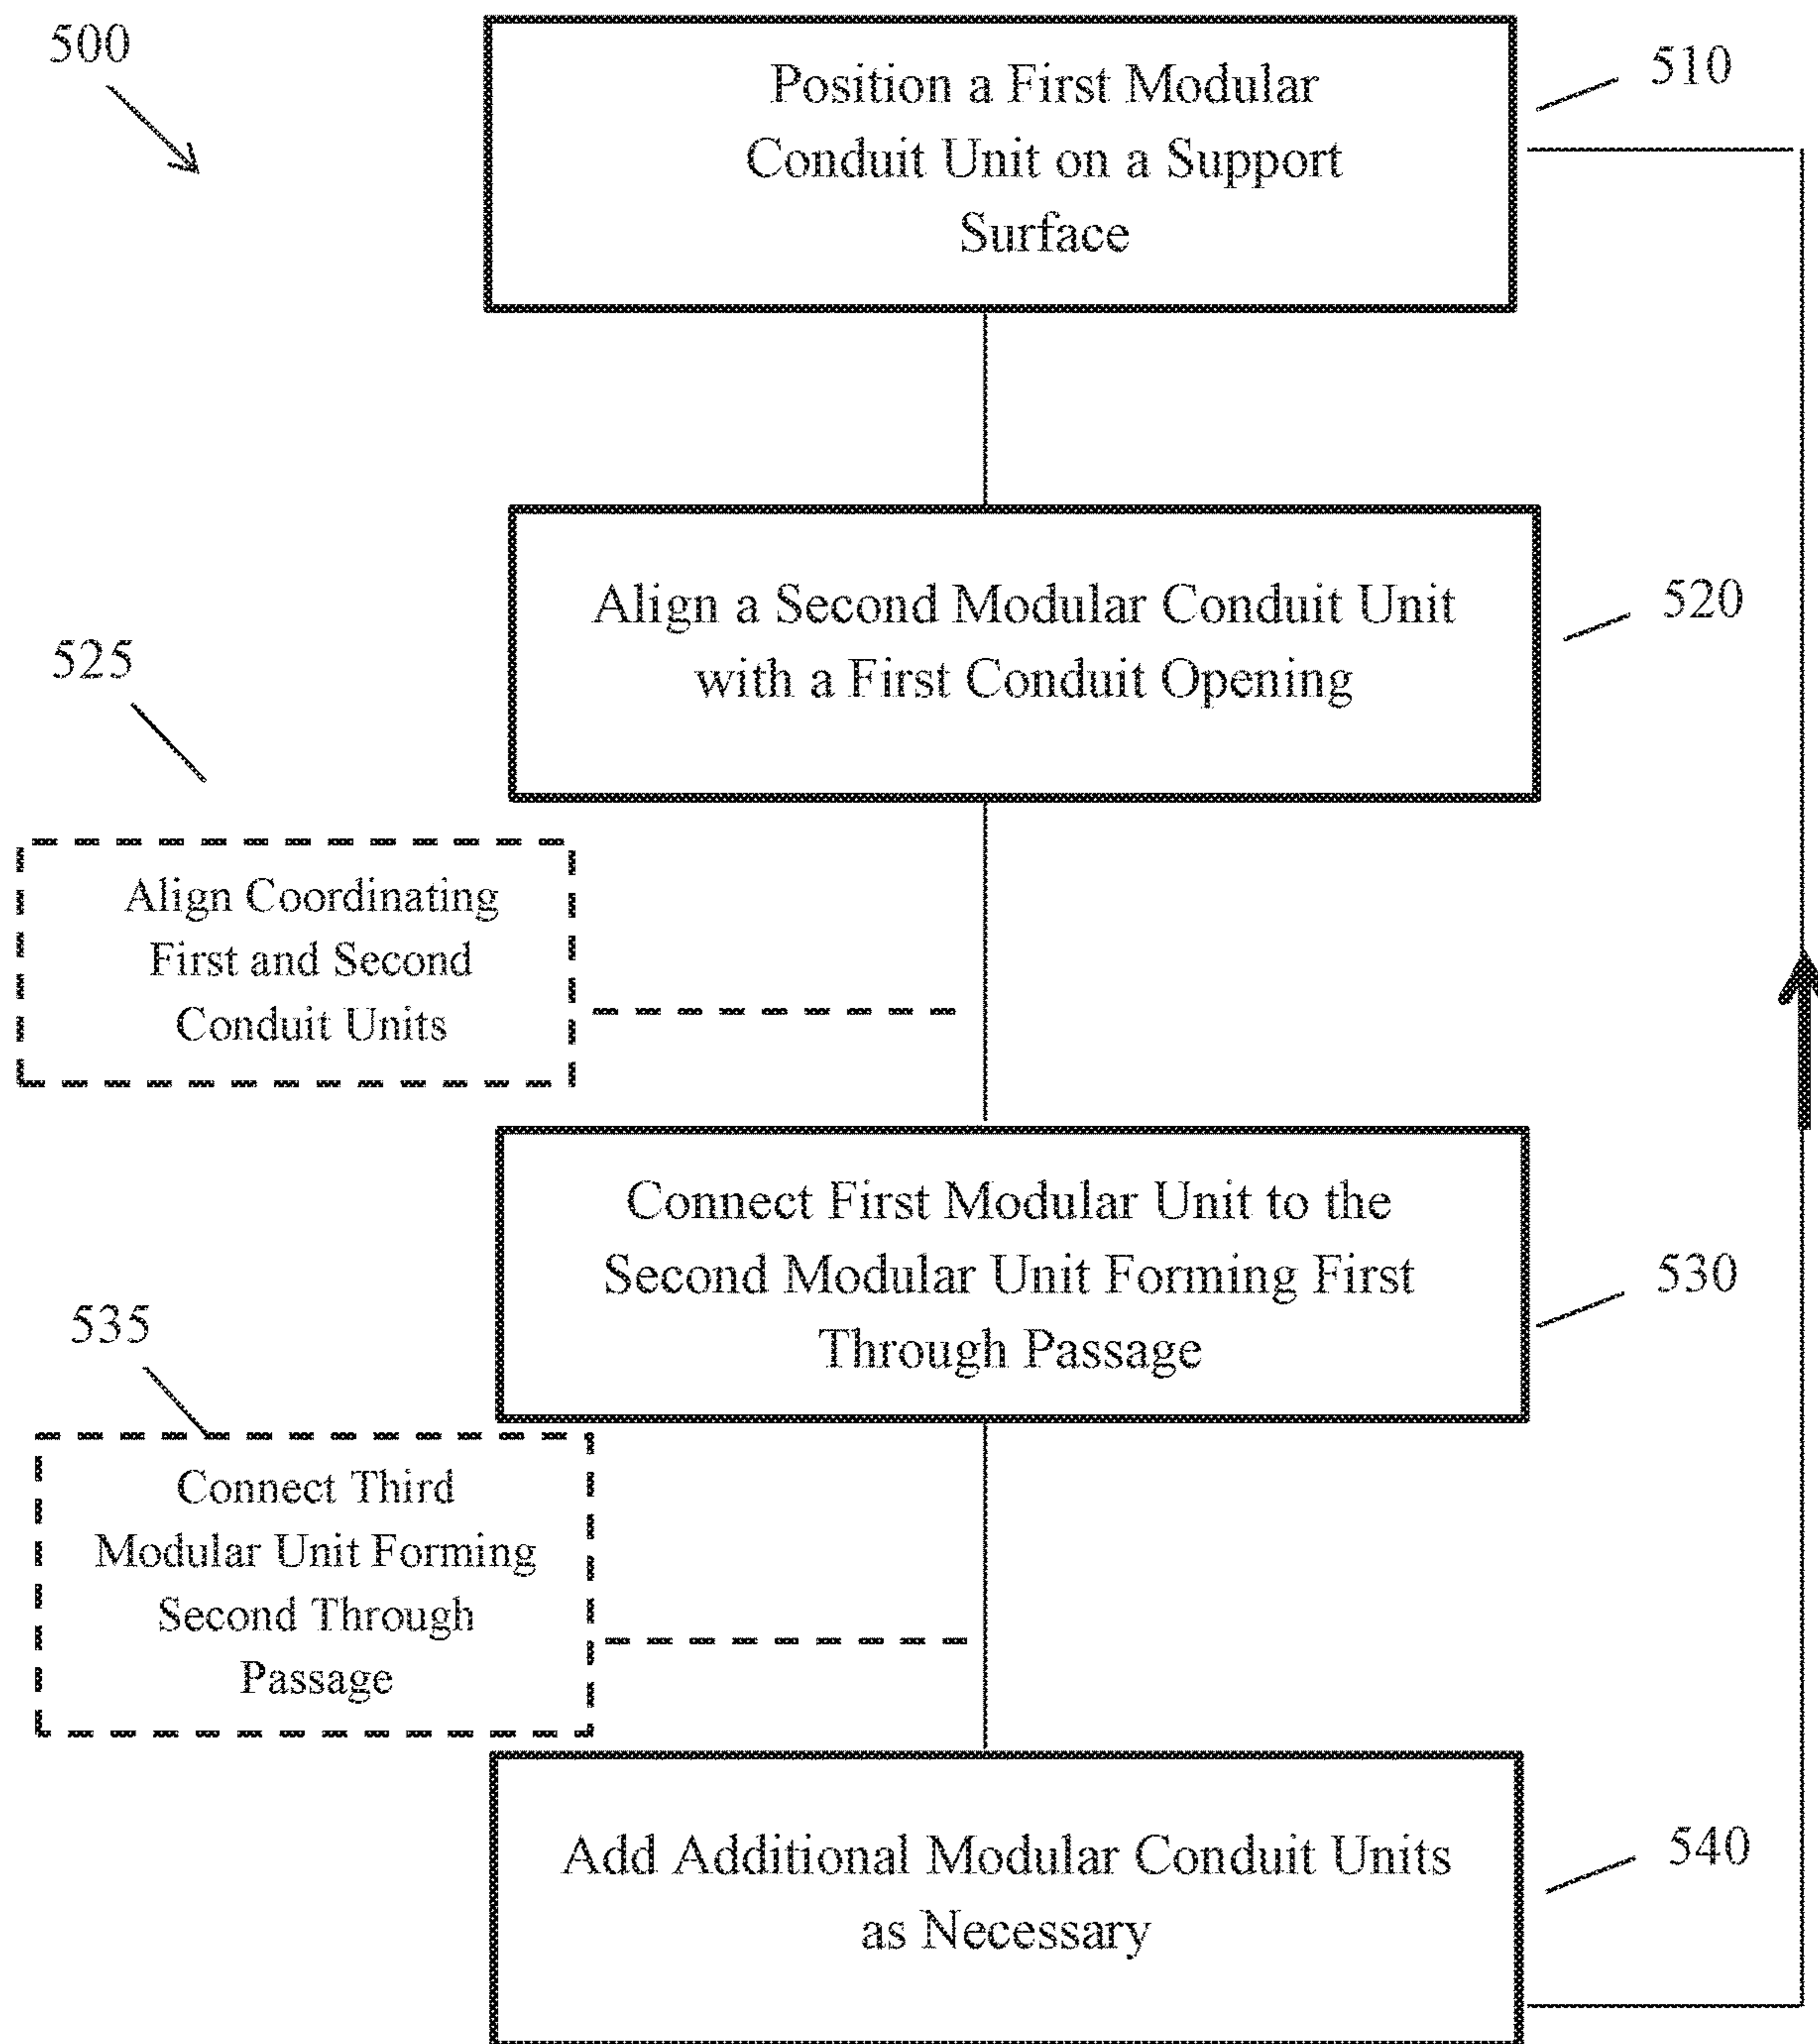 500
Position a First Modular
Conduit Unit on a Support
Surface
510
Align a Second Modular Conduit Unit
with a First Conduit Opening
520
525
Align Coordinating
First and Second
Conduit Units
Connect First Modular Unit to the
Second Modular Unit Forming First
Through Passage
530
535
Connect Third
Modular Unit Forming
Second Through
Passage
Add Additional Modular Conduit Units
as Necessary
540